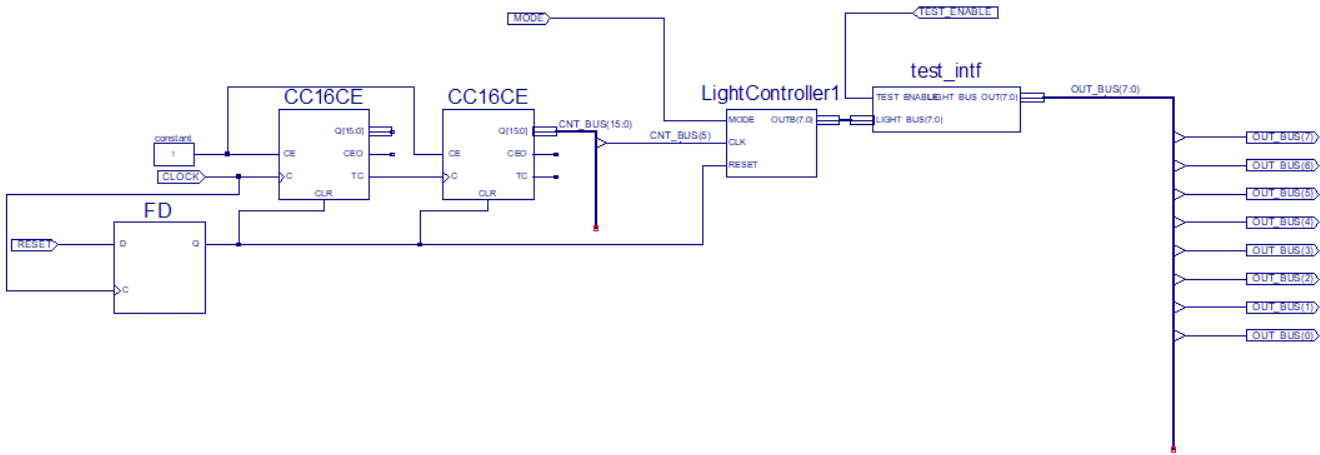 MODE
TEST_ENABLE
test_intf
TEST ENABLE LIGHT BUS OUT(7:0)
LIGHT BUS(7:0)
OUT_BUS(7:0)
CC16CE
CC16CE
LightController1
Q[15:0]
Q[15:0]
CNT_BUS(15:0)
MODE OUTB(7:0)
CNT_BUS(5)
CLK
RESET
constant
1
CE CEO
CE CEO
CLOCK
C TC
C TC
CLR
CLR
FD
RESET
D Q
C
OUT_BUS(7)
OUT_BUS(6)
OUT_BUS(5)
OUT_BUS(4)
OUT_BUS(3)
OUT_BUS(2)
OUT_BUS(1)
OUT_BUS(0)